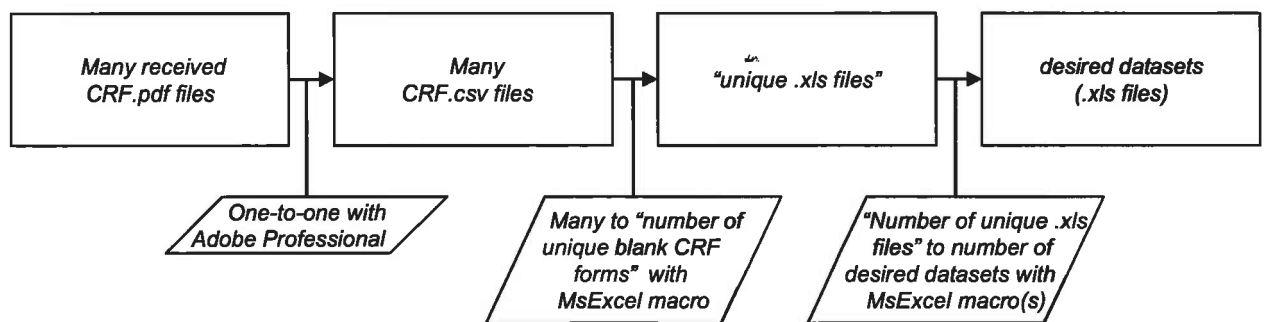 Many received
CRF.pdf files
Many
CRF.csv files
"unique .xls files"
desired datasets
(.xls files)
One-to-one with
Adobe Professional
Many to "number of
unique blank CRF
forms" with
MsExcel macro
"Number of unique .xls
files" to number of
desired datasets with
MsExcel macro(s)